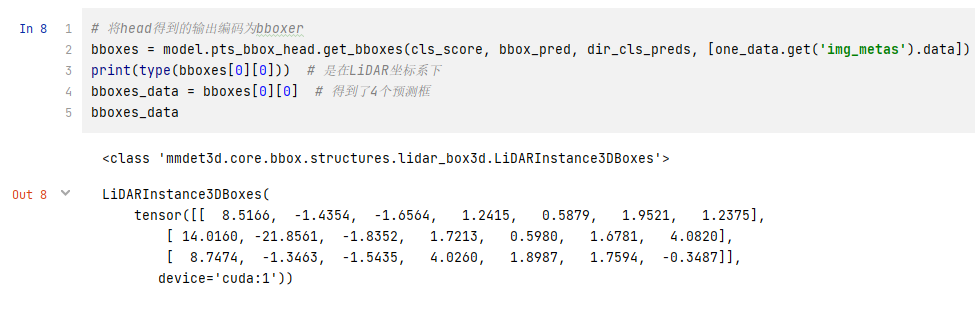 In 8 1 # 将head得到的输出编码为bboxer
2 bboxes = model.pts_bbox_head.get_bboxes(cls_score, bbox_pred, dir_cls_preds, [one_data.get('img_metas').data])
3 print(type(bboxes[0][0])) # 是在LiDAR坐标系下
4 bboxes_data = bboxes[0][0] # 得到了4个预测框
5 bboxes_data
<class 'mmdet3d.core.bbox.structures.lidar_box3d.LiDARInstance3DBoxes'>
Out 8 LiDARInstance3DBoxes(
tensor([[ 8.5166, -1.4354, -1.6564, 1.2415, 0.5879, 1.9521, 1.2375],
[ 14.0160, -21.8561, -1.8352, 1.7213, 0.5980, 1.6781, 4.0820],
[ 8.7474, -1.3463, -1.5435, 4.0260, 1.8987, 1.7594, -0.3487]],
device='cuda:1'))